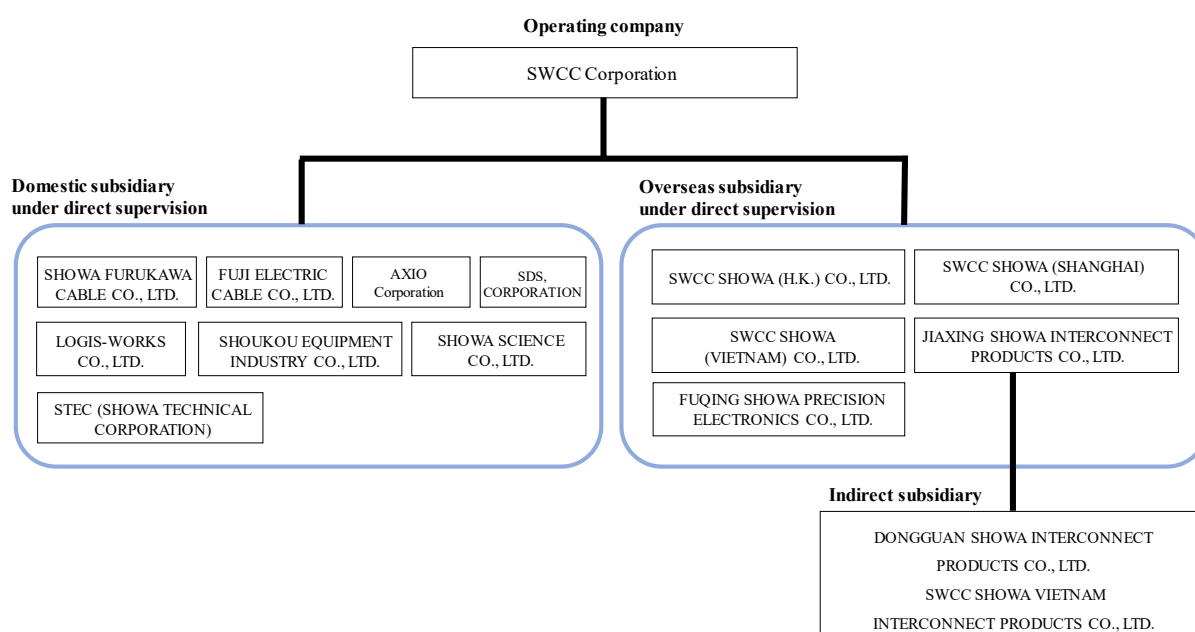 Operating company
SWCC Corporation
Domestic subsidiary
under direct supervision
SHOWA FURUKAWA
CABLE CO., LTD.
FUJI ELECTRIC
CABLE CO., LTD.
AXIO
Corporation
SDS,
CORPORATION
LOGIS-WORKS
CO., LTD.
SHOUKOU EQUIPMENT
INDUSTRY CO., LTD.
SHOWA SCIENCE
CO., LTD.
STEC (SHOWA TECHNICAL
CORPORATION)
Overseas subsidiary
under direct supervision
SWCC SHOWA (H.K.) CO., LTD.
SWCC SHOWA (SHANGHAI)
CO., LTD.
SWCC SHOWA
(VIETNAM) CO., LTD.
JIAXING SHOWA INTERCONNECT
PRODUCTS CO., LTD.
FUQING SHOWA PRECISION
ELECTRONICS CO., LTD.
Indirect subsidiary
DONGGUAN SHOWA INTERCONNECT
PRODUCTS CO., LTD.
SWCC SHOWA VIETNAM
INTERCONNECT PRODUCTS CO., LTD.